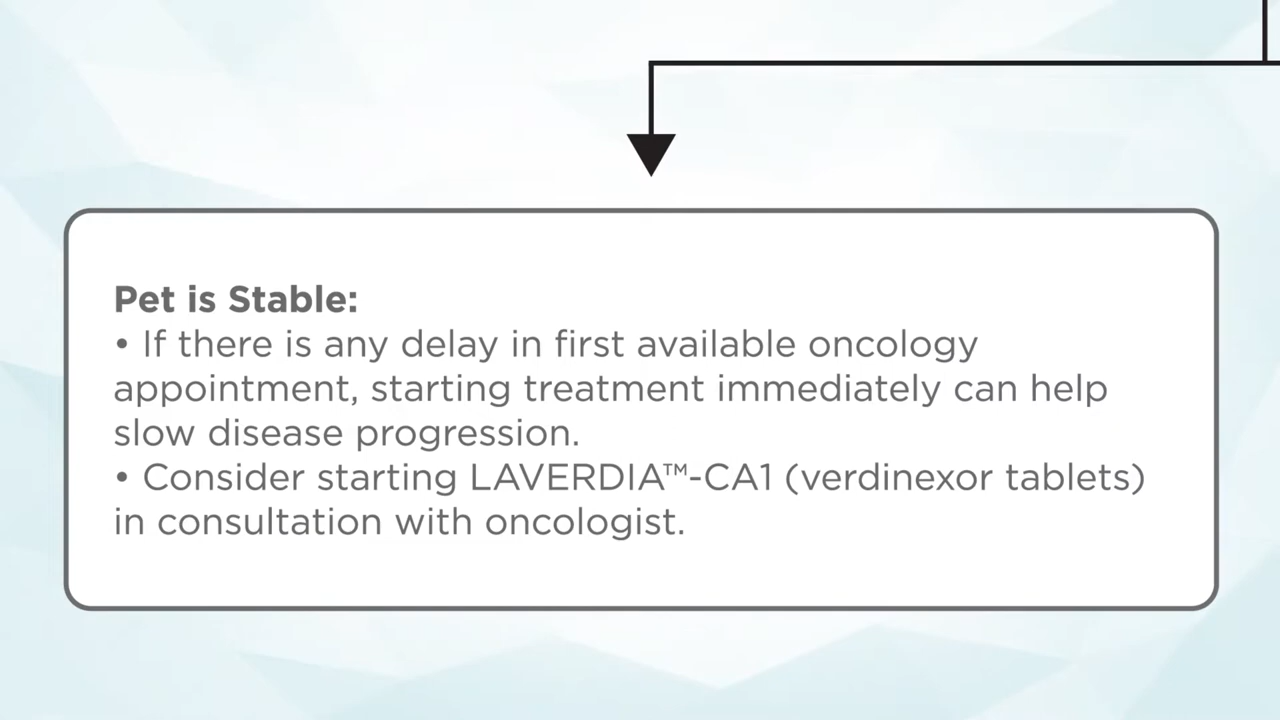 Pet is Stable:
• If there is any delay in first available oncology
appointment, starting treatment immediately can help
slow disease progression.
• Consider starting LAVERDIA™-CA1 (verdinexor tablets)
in consultation with oncologist.